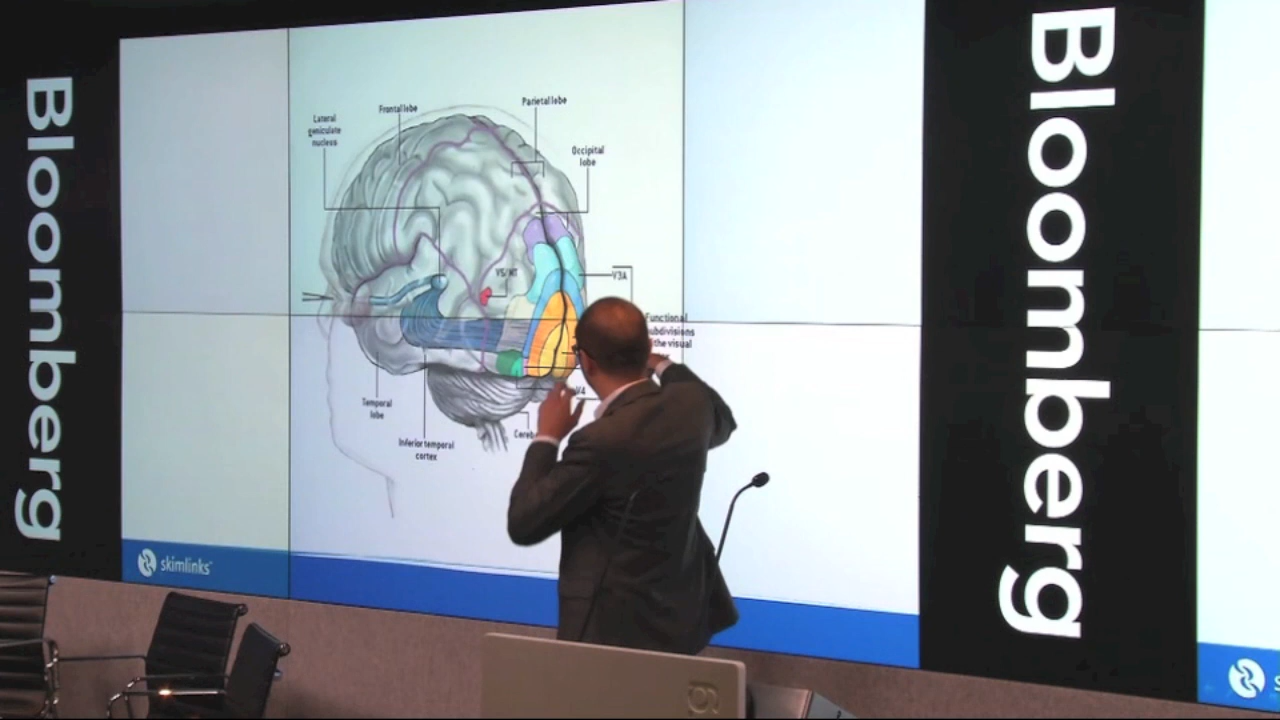 Bloomberg
Frontal lobe
Parietal lobe
Lateral
geniculate
nucleus
Occipital
lobe
V5/MT
V3A
Functional
subdivisions
the visual
V4
Temporal
lobe
Inferior temporal
cortex
skimlinks
Bloomberg